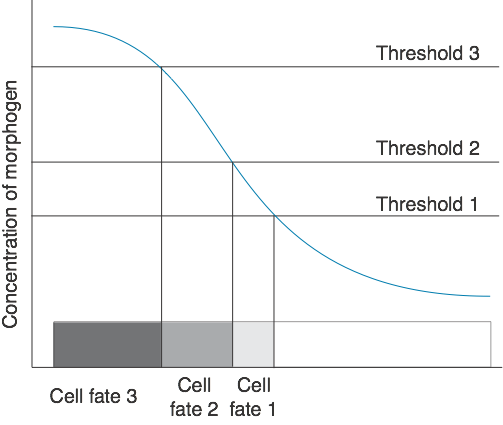 Concentration of morphogen
Threshold 3
Threshold 2
Threshold 1
Cell fate 3
Cell
fate 2
Cell
fate 1